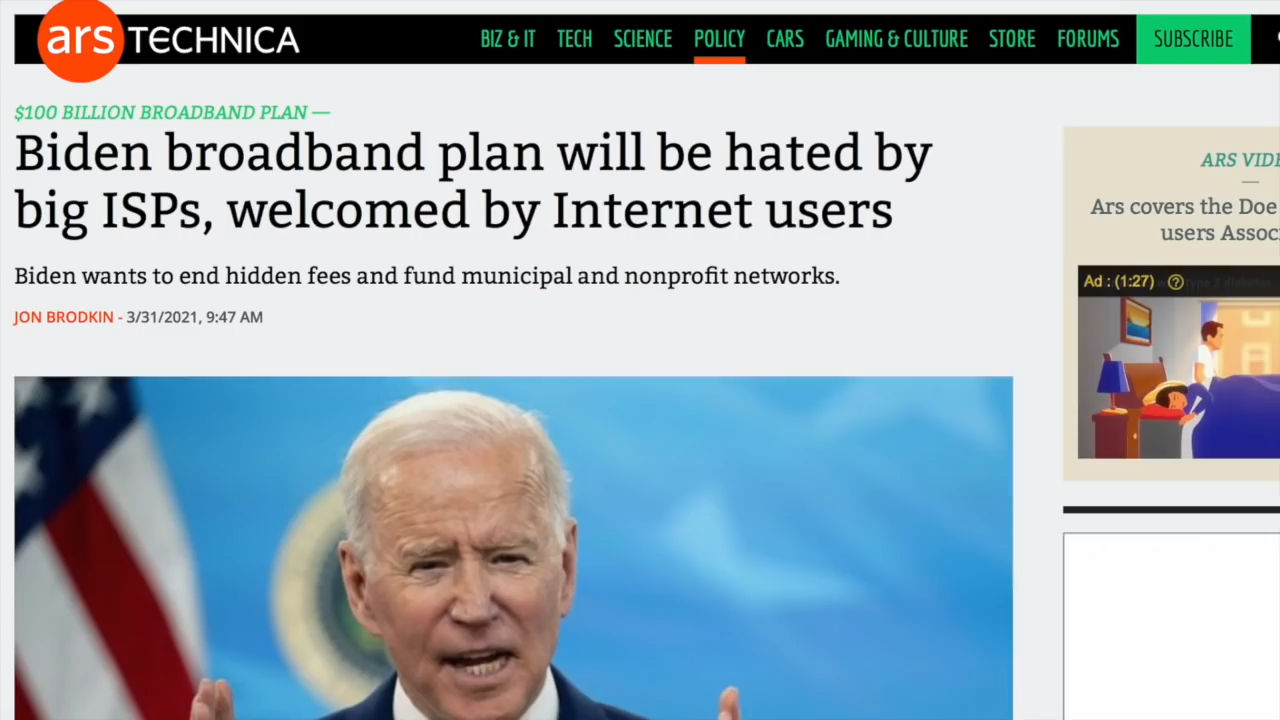 ars TECHNICA
BIZ & IT TECH SCIENCE POLICY CARS GAMING & CULTURE STORE FORUMS SUBSCRIBE
$100 BILLION BROADBAND PLAN —
Biden broadband plan will be hated by
big ISPs, welcomed by Internet users
Biden wants to end hidden fees and fund municipal and nonprofit networks.
JON BRODKIN - 3/31/2021, 9:47 AM
ARS
Ars covers the Doe
users
Ad : (1:27)